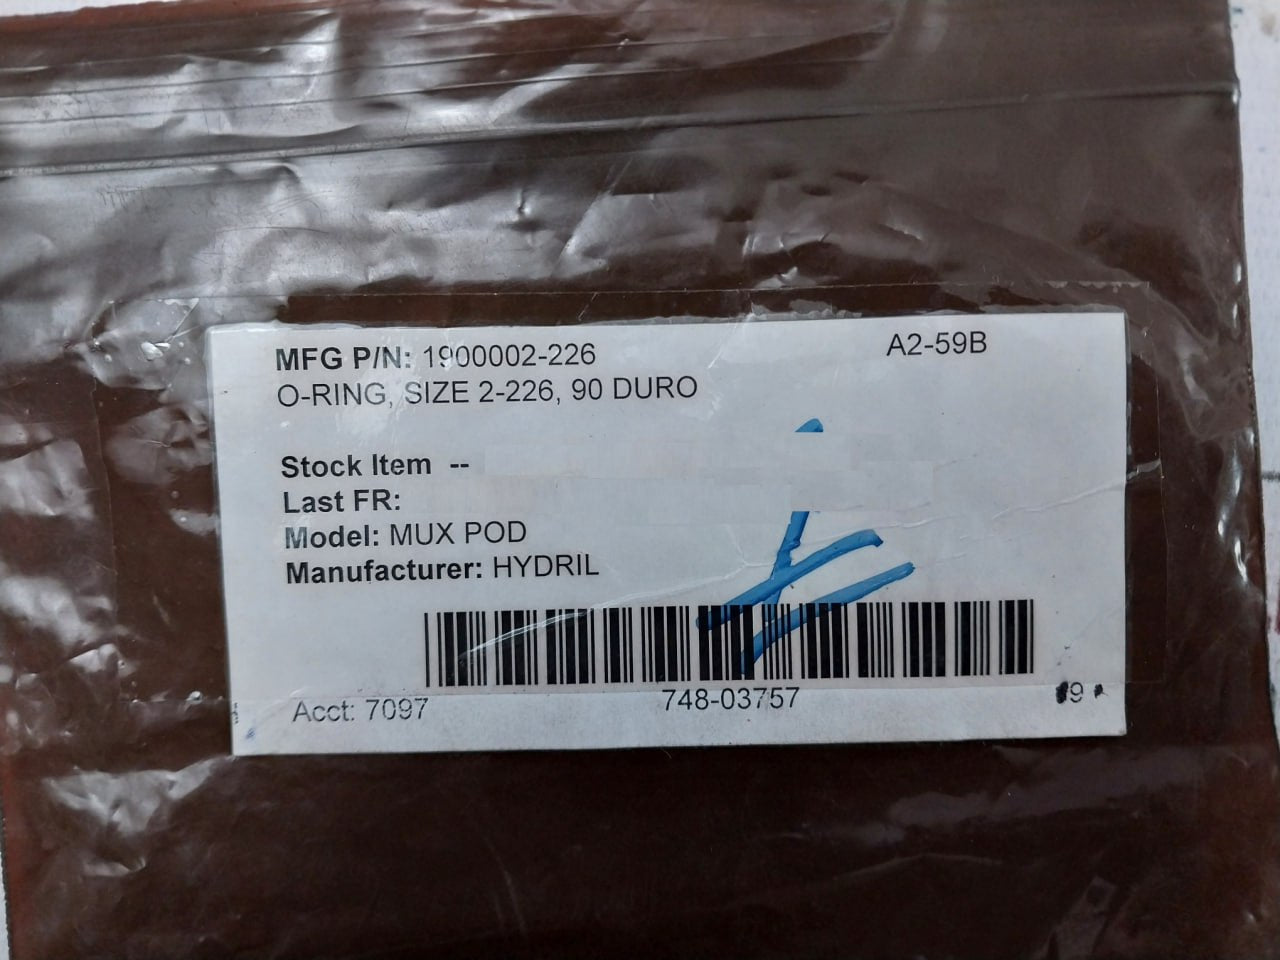 MFG P/N: 1900002-226 A2-59B
O-RING, SIZE 2-226, 90 DURO
Stock Item --
Last FR:
Model: MUX POD
Manufacturer: HYDRIL
748-03757
Acct: 7097